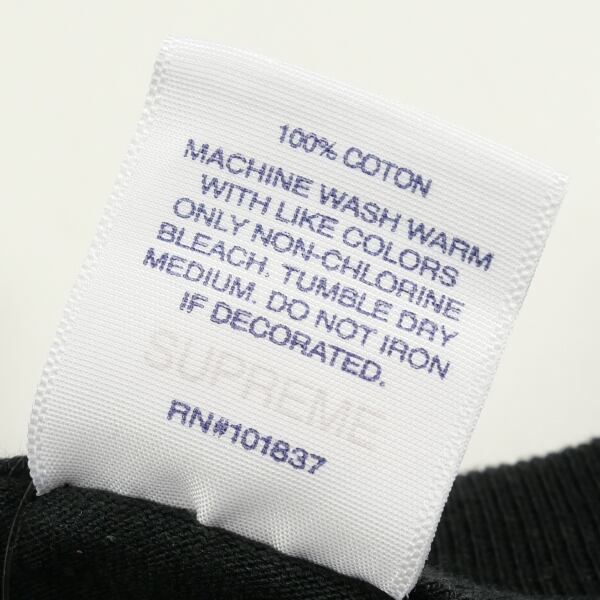 100% COTON
MACHINE WASH WARM
WITH LIKE COLORS
ONLY NON-CHLORINE
BLEACH. TUMBLE DRY
MEDIUM. DO NOT IRON
IF DECORATED.
SUPREME
RN#101837